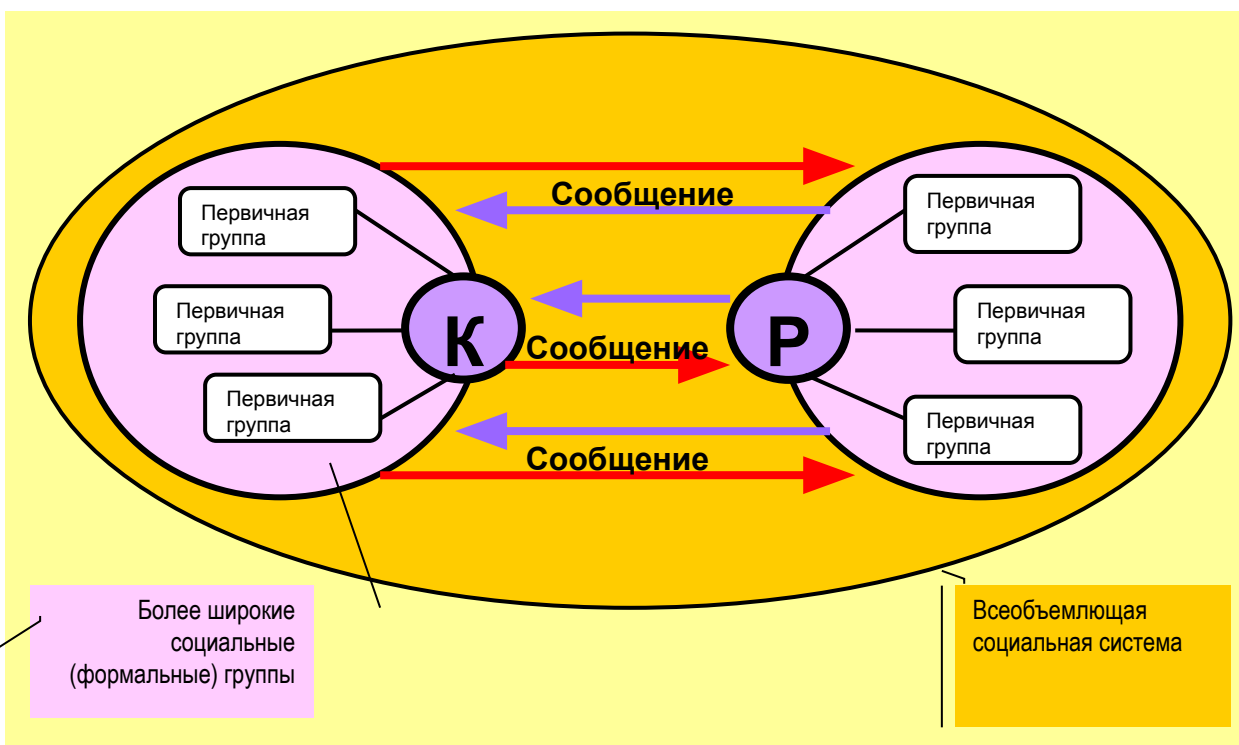 Сообщение
Первичная
группа
Первичная
группа
Первичная
группа
Первичная
группа
К
Р
Сообщение
Первичная
группа
Первичная
группа
Сообщение
Более широкие
социальные
(формальные) группы
Всеобъемлющая
социальная система